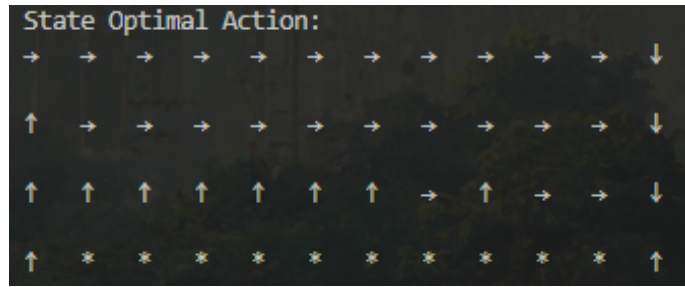 State Optimal Action:
→ → → → → → → → → → → ↓
↑ → → → → → → → → → → ↓
↑ ↑ ↑ ↑ ↑ ↑ ↑ → ↑ → → ↓
↑ * * * * * * * * * * ↑